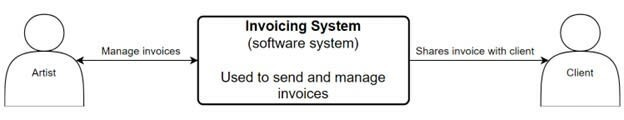 Invoicing System
(software system)
Manage invoices
Shares invoice with client
Artist
Used to send and manage
invoices
Client